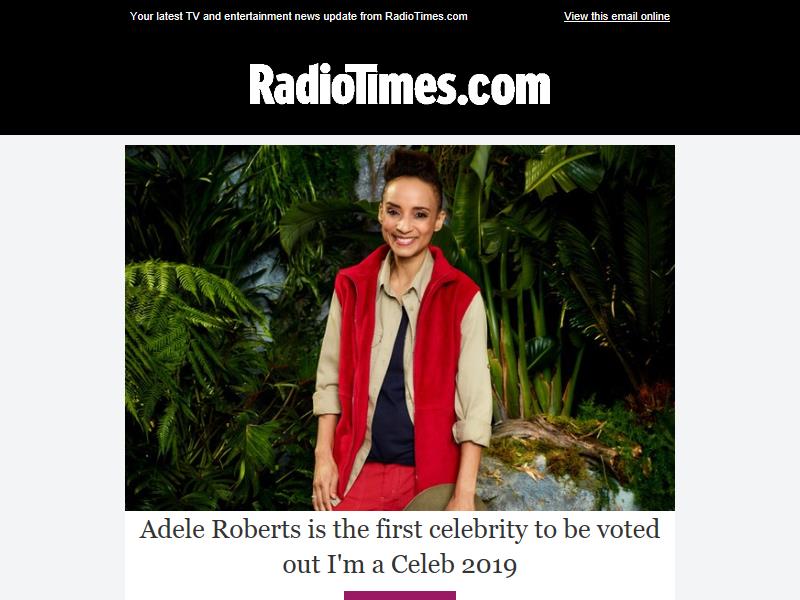 Your latest TV and entertainment news update from RadioTimes.com
View this email online
RadioTimes.com
Adele Roberts is the first celebrity to be voted
out I'm a Celeb 2019